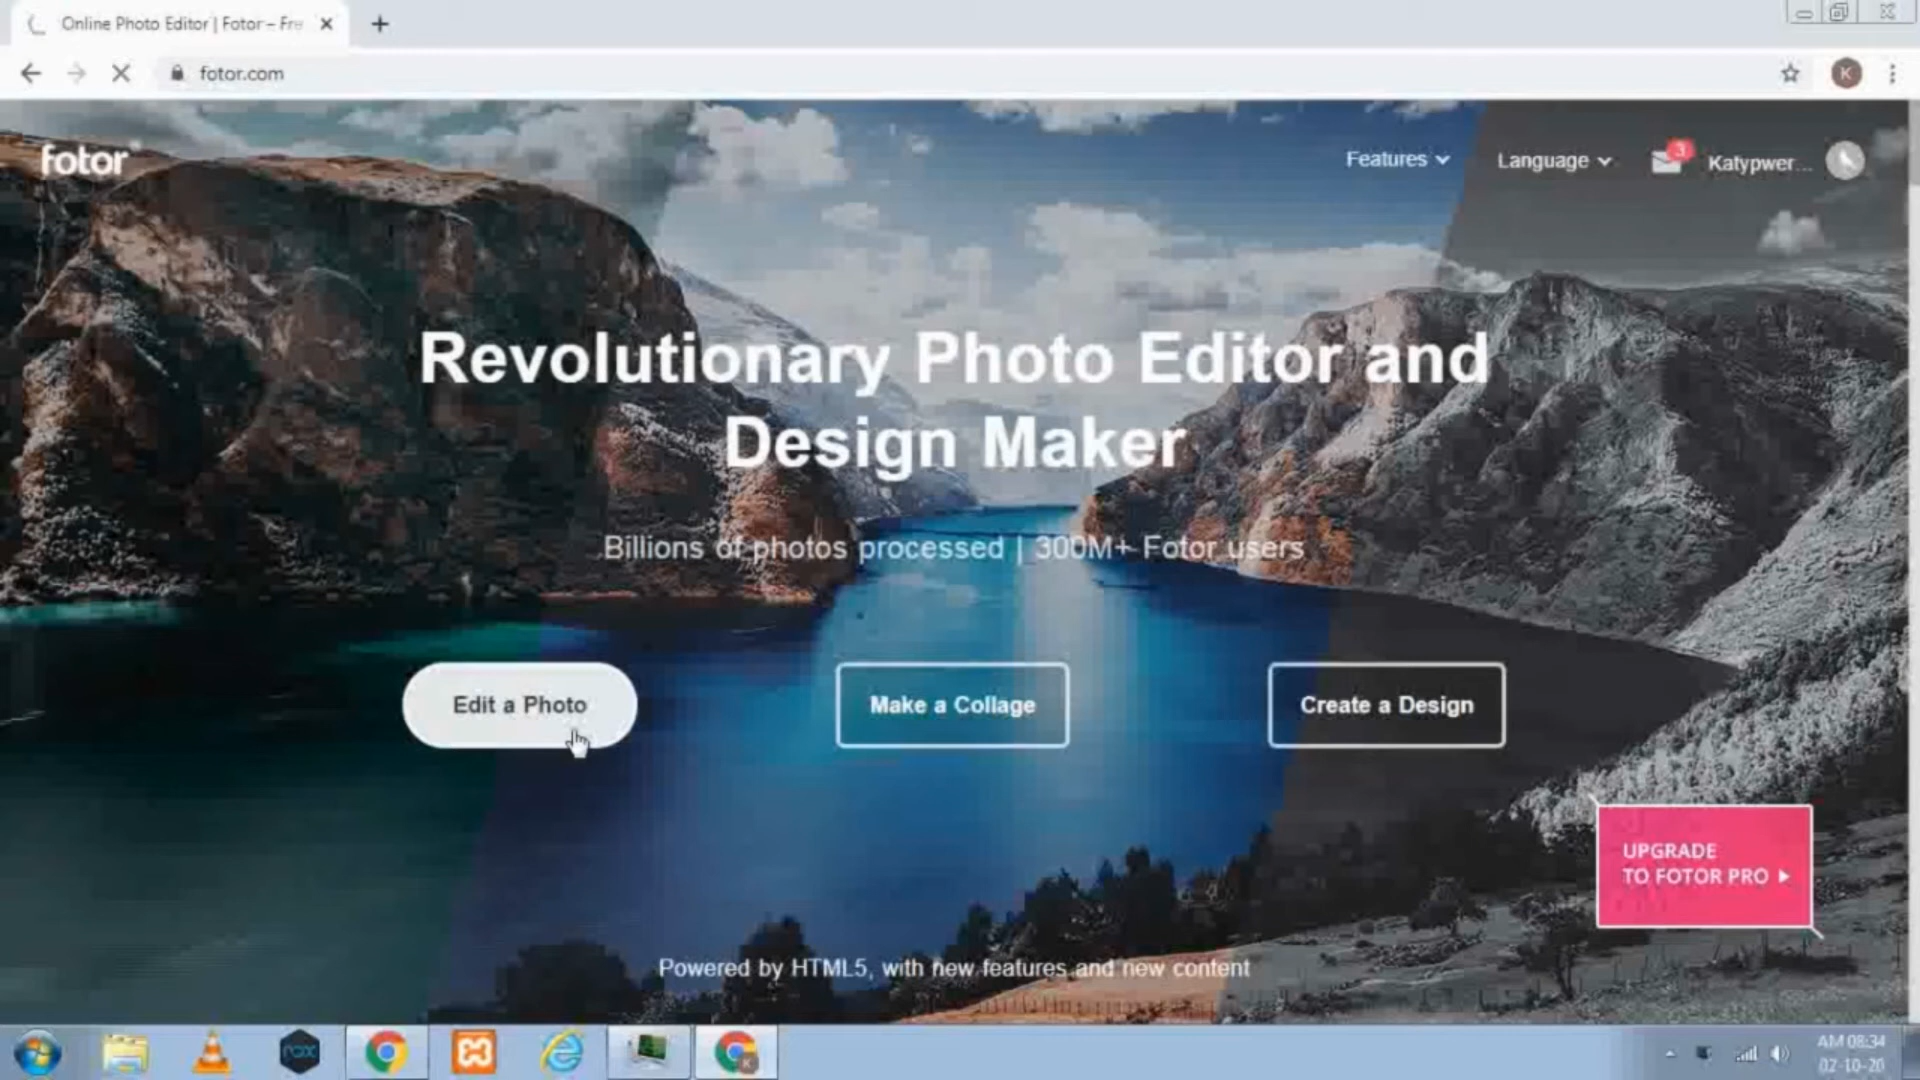 Online Photo Editor | Fotor – Fre
fotor.com
K
fotor
Features
Language
3
Katypwer...
Revolutionary Photo Editor and
Design Maker
Billions of photos processed | 300M+ Fotor users
Edit a Photo
Make a Collage
Create a Design
UPGRADE
TO FOTOR PRO
Powered by HTML5, with new features and new content
rox
K
AM 08:34
02-10-20